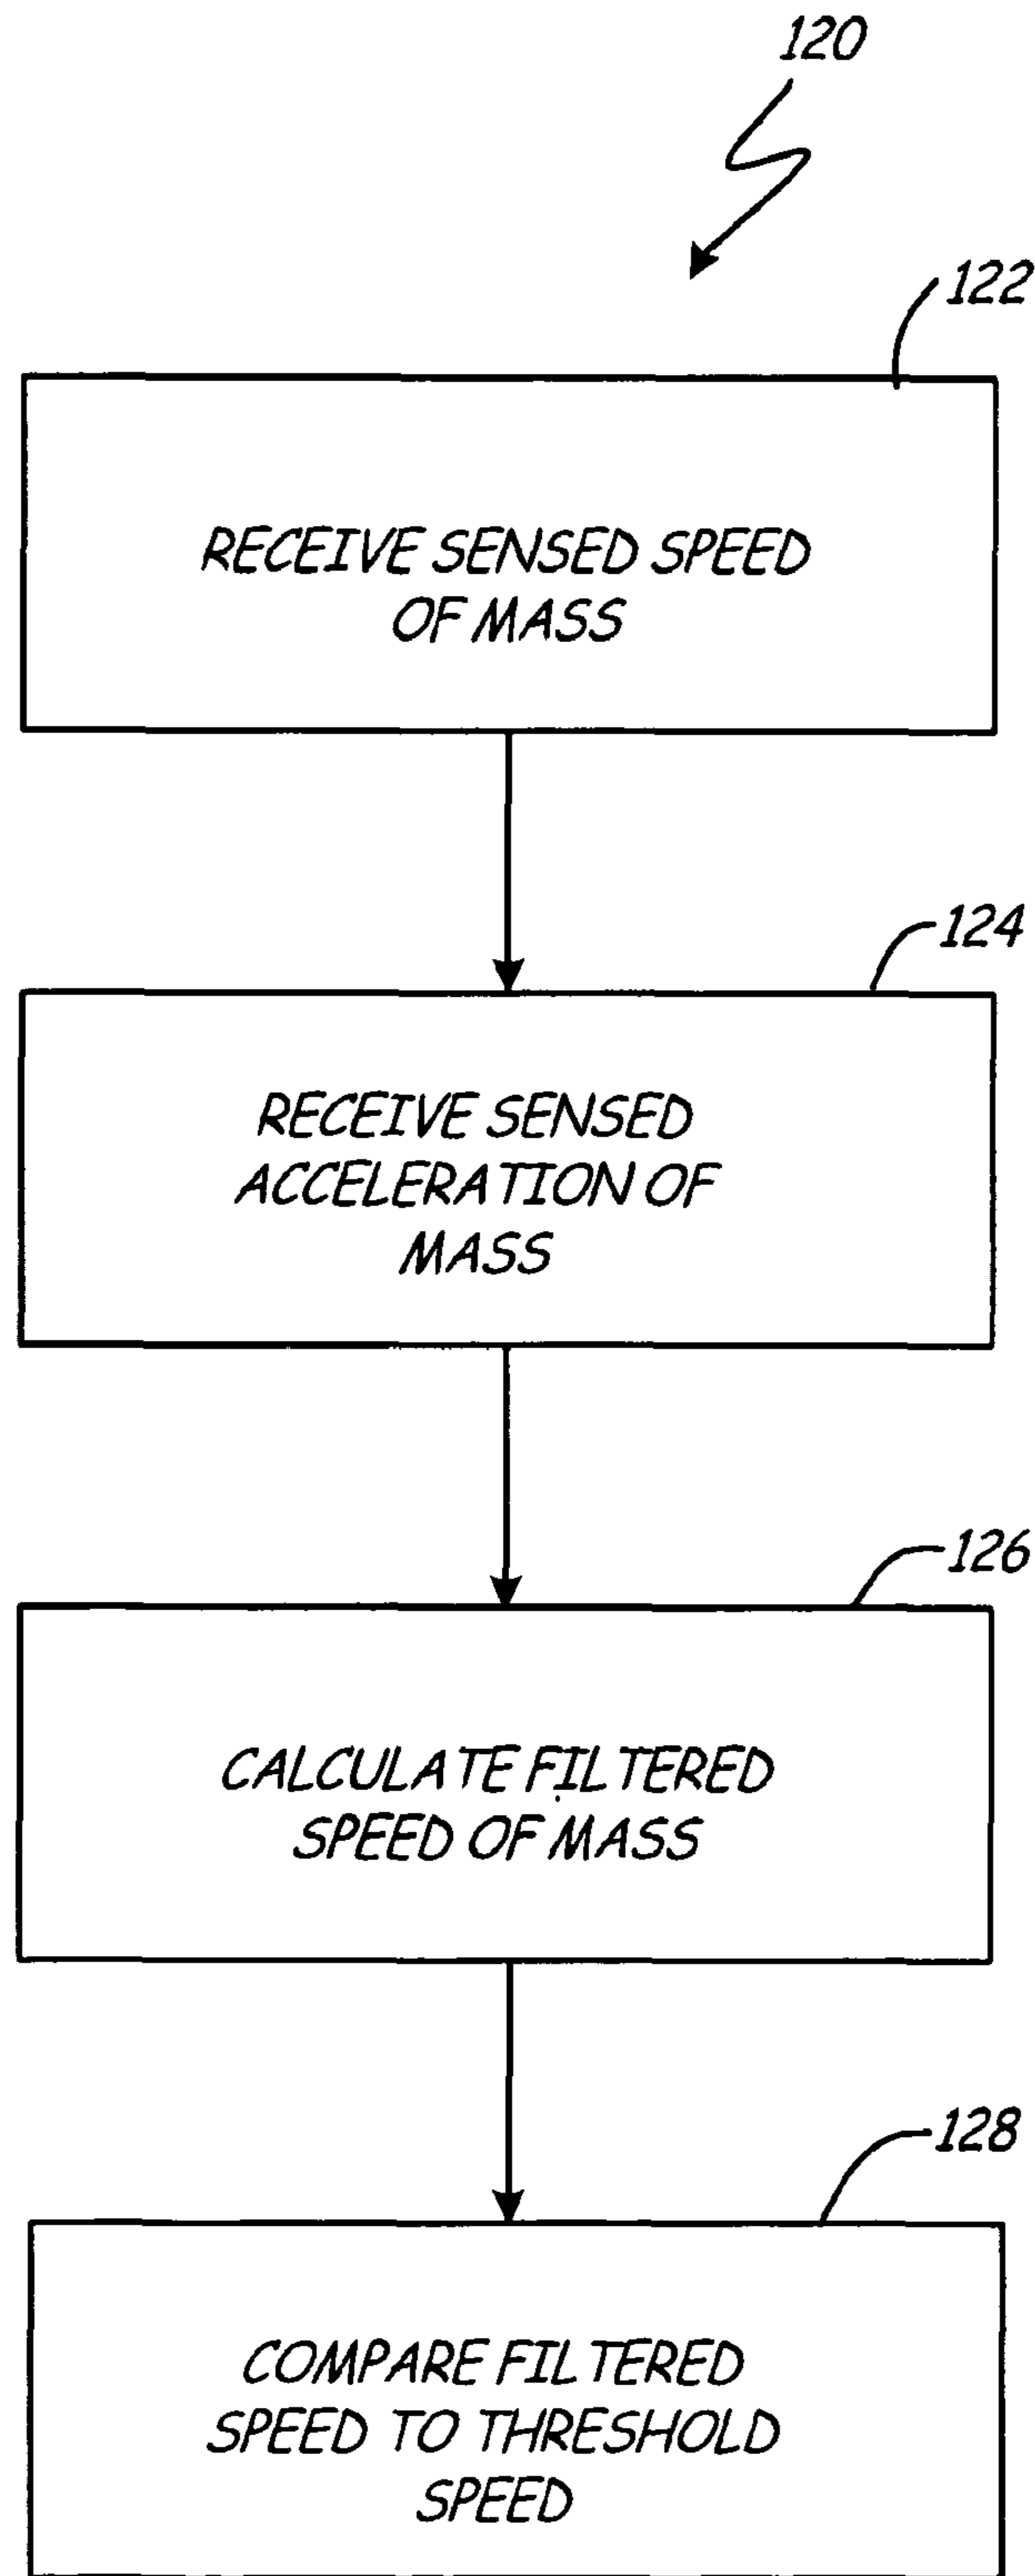 120
122
RECEIVE SENSED SPEED
OF MASS
124
RECEIVE SENSED
ACCELERATION OF
MASS
126
CALCULATE FILTERED
SPEED OF MASS
128
COMPARE FILTERED
SPEED TO THRESHOLD
SPEED